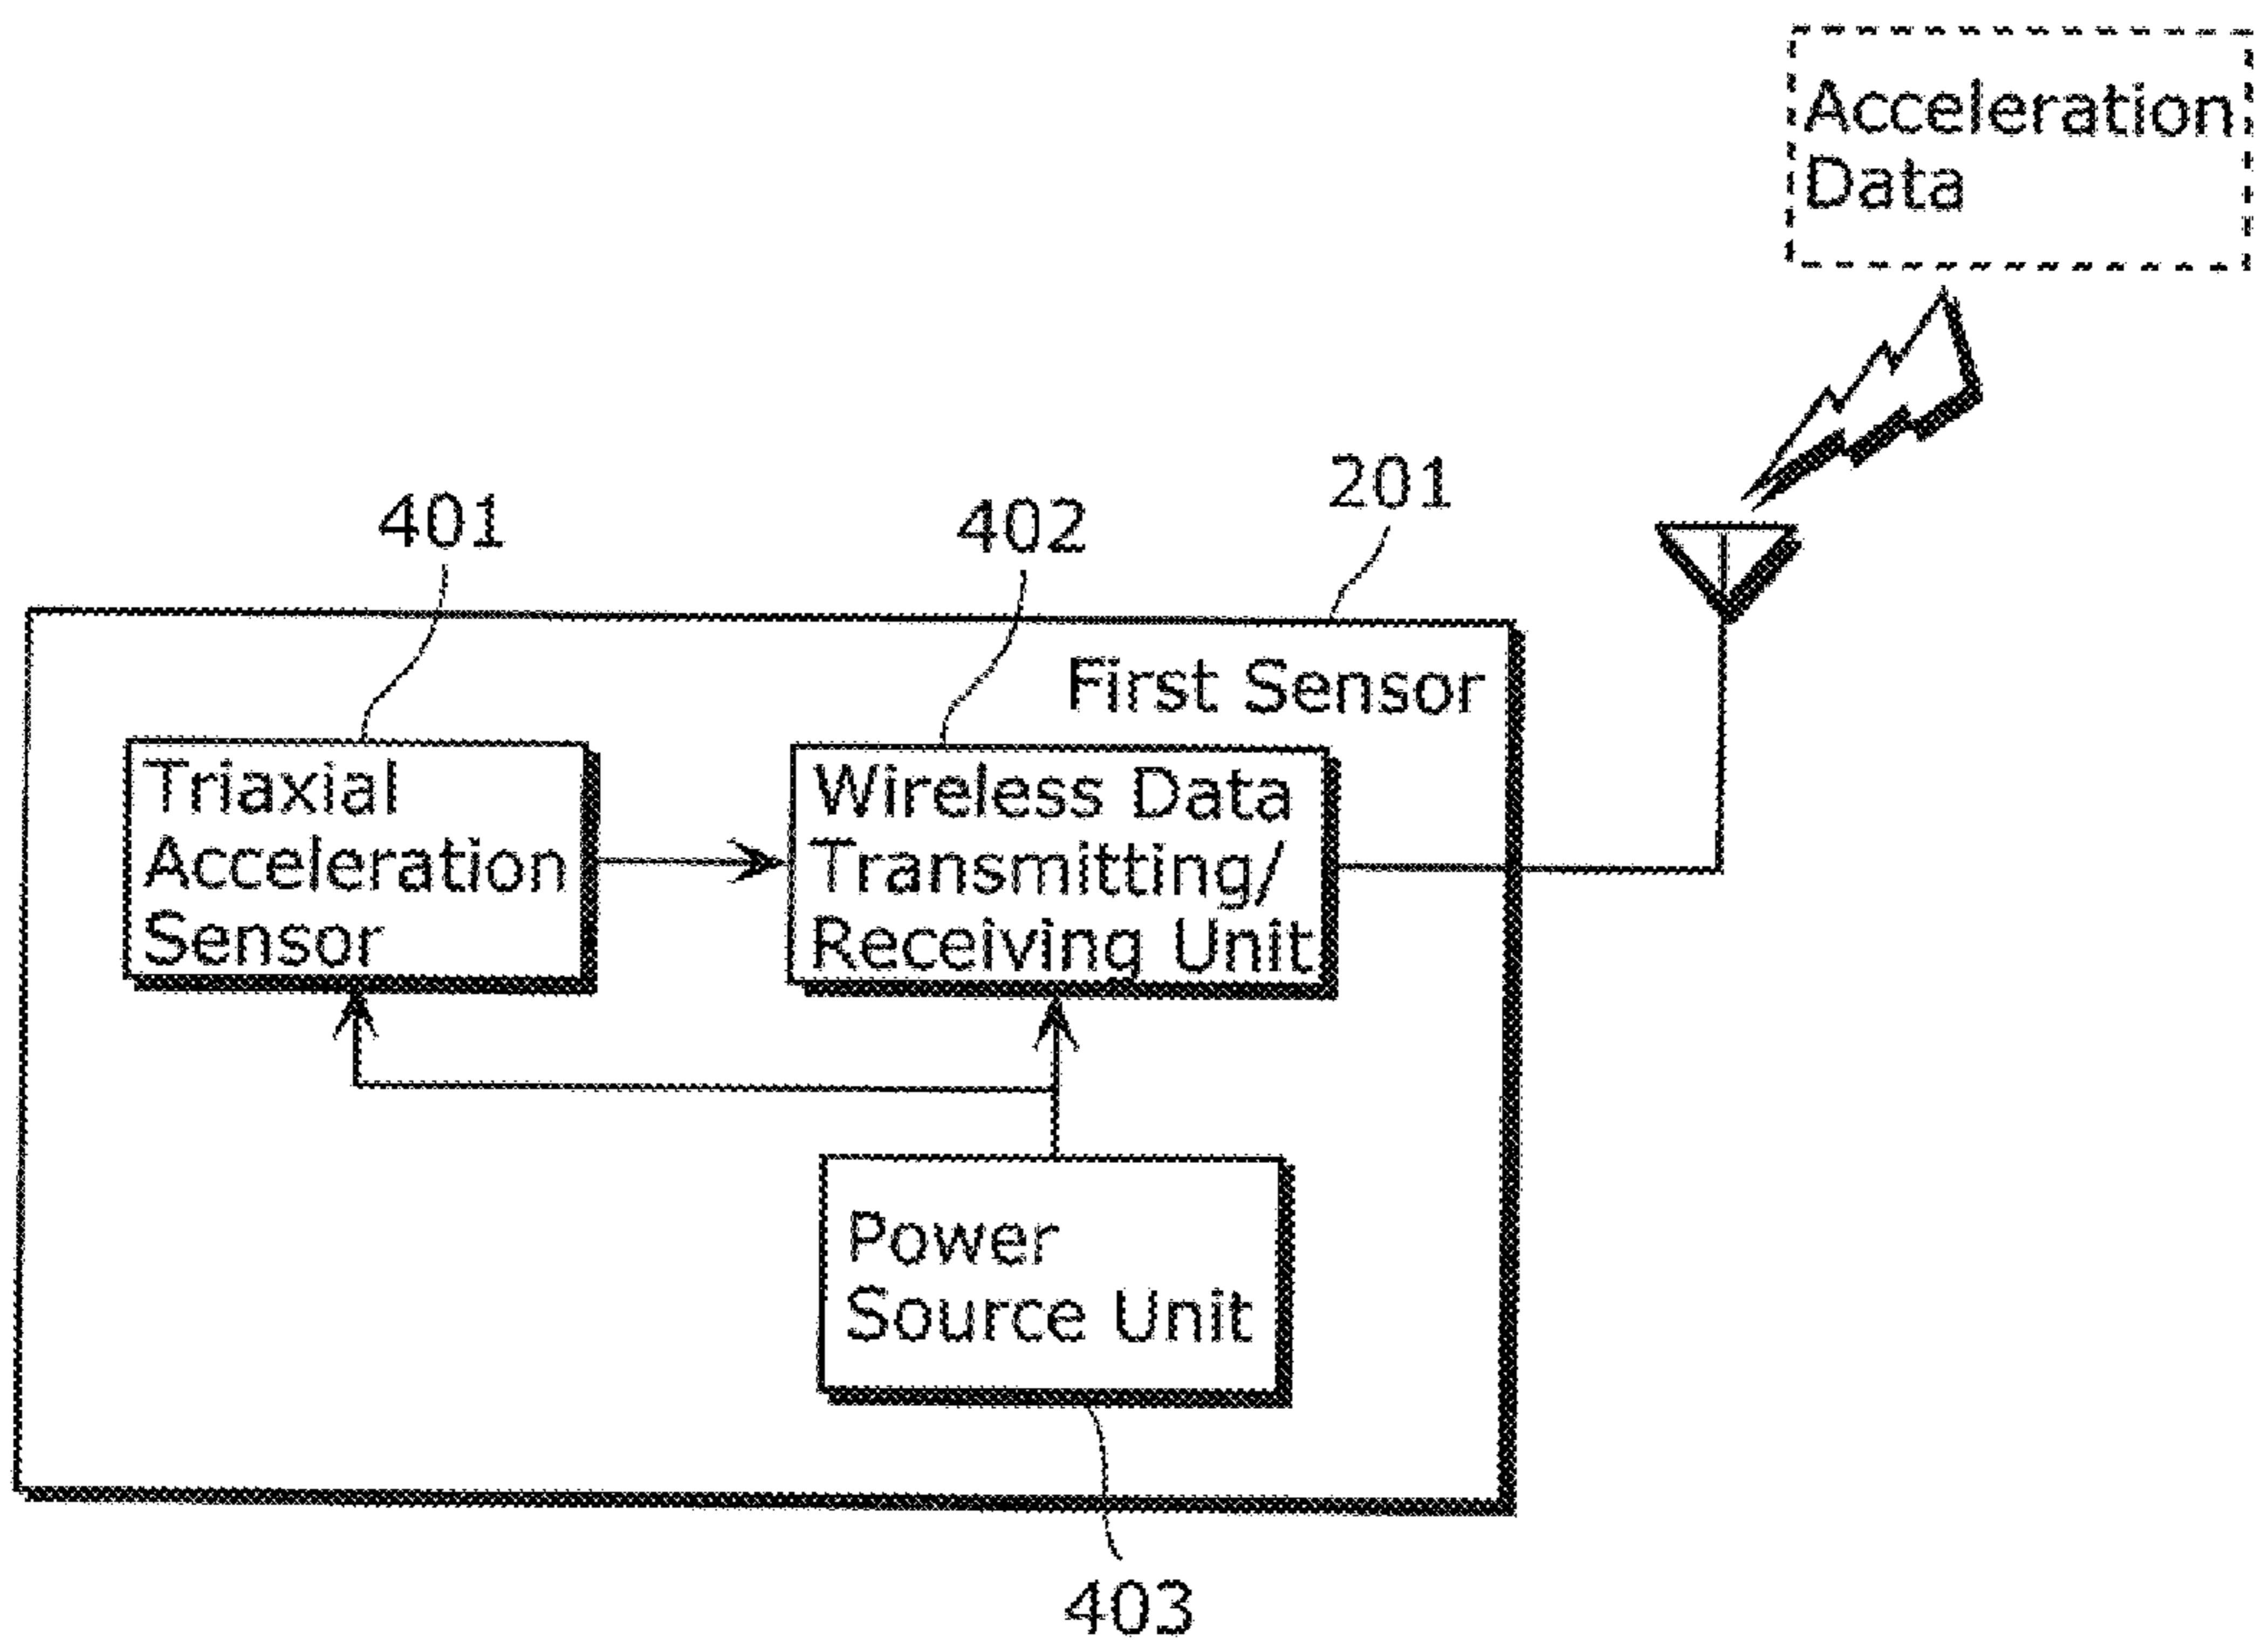 Acceleration
Data
201
401
402
First Sensor
Triaxial
Acceleration
Sensor
Wireless Data
Transmitting/
Receiving Unit
Power
Source Unit
403